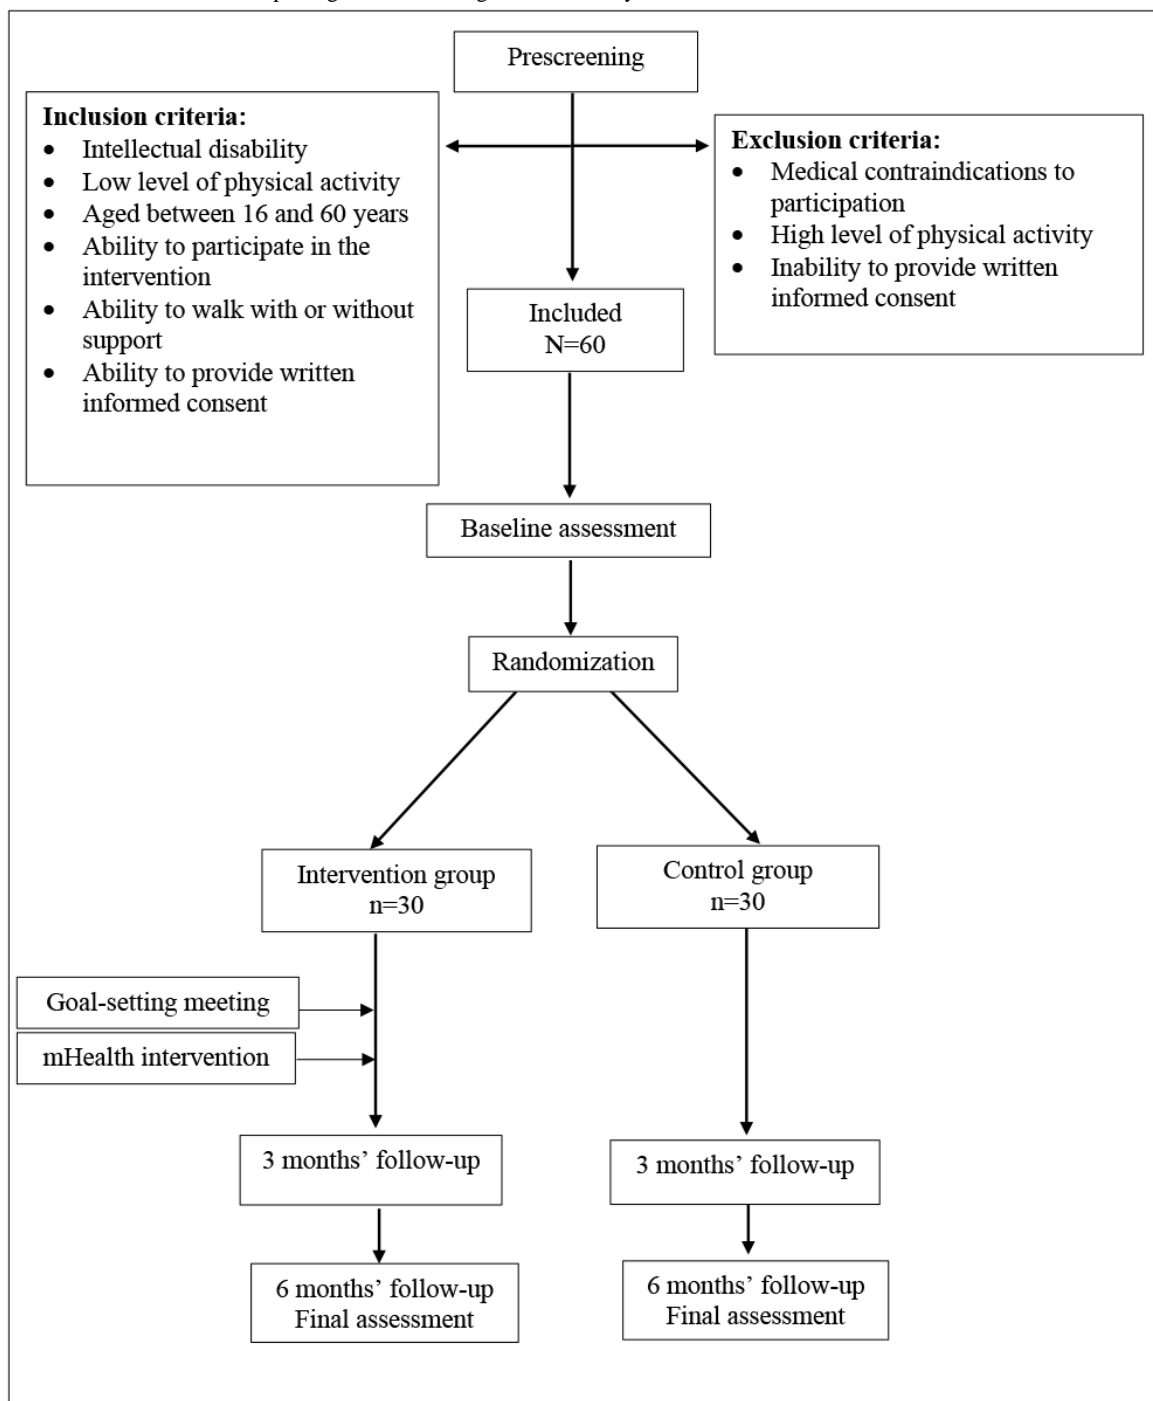 Prescreening
Inclusion criteria:
• Intellectual disability
• Low level of physical activity
• Aged between 16 and 60 years
• Ability to participate in the
intervention
• Ability to walk with or without
support
• Ability to provide written
informed consent
Exclusion criteria:
• Medical contraindications to
participation
• High level of physical activity
• Inability to provide written
informed consent
Included
N=60
Baseline assessment
Randomization
Intervention group
n=30
Control group
n=30
Goal-setting meeting
mHealth intervention
3 months’ follow-up
3 months’ follow-up
6 months’ follow-up
Final assessment
6 months’ follow-up
Final assessment